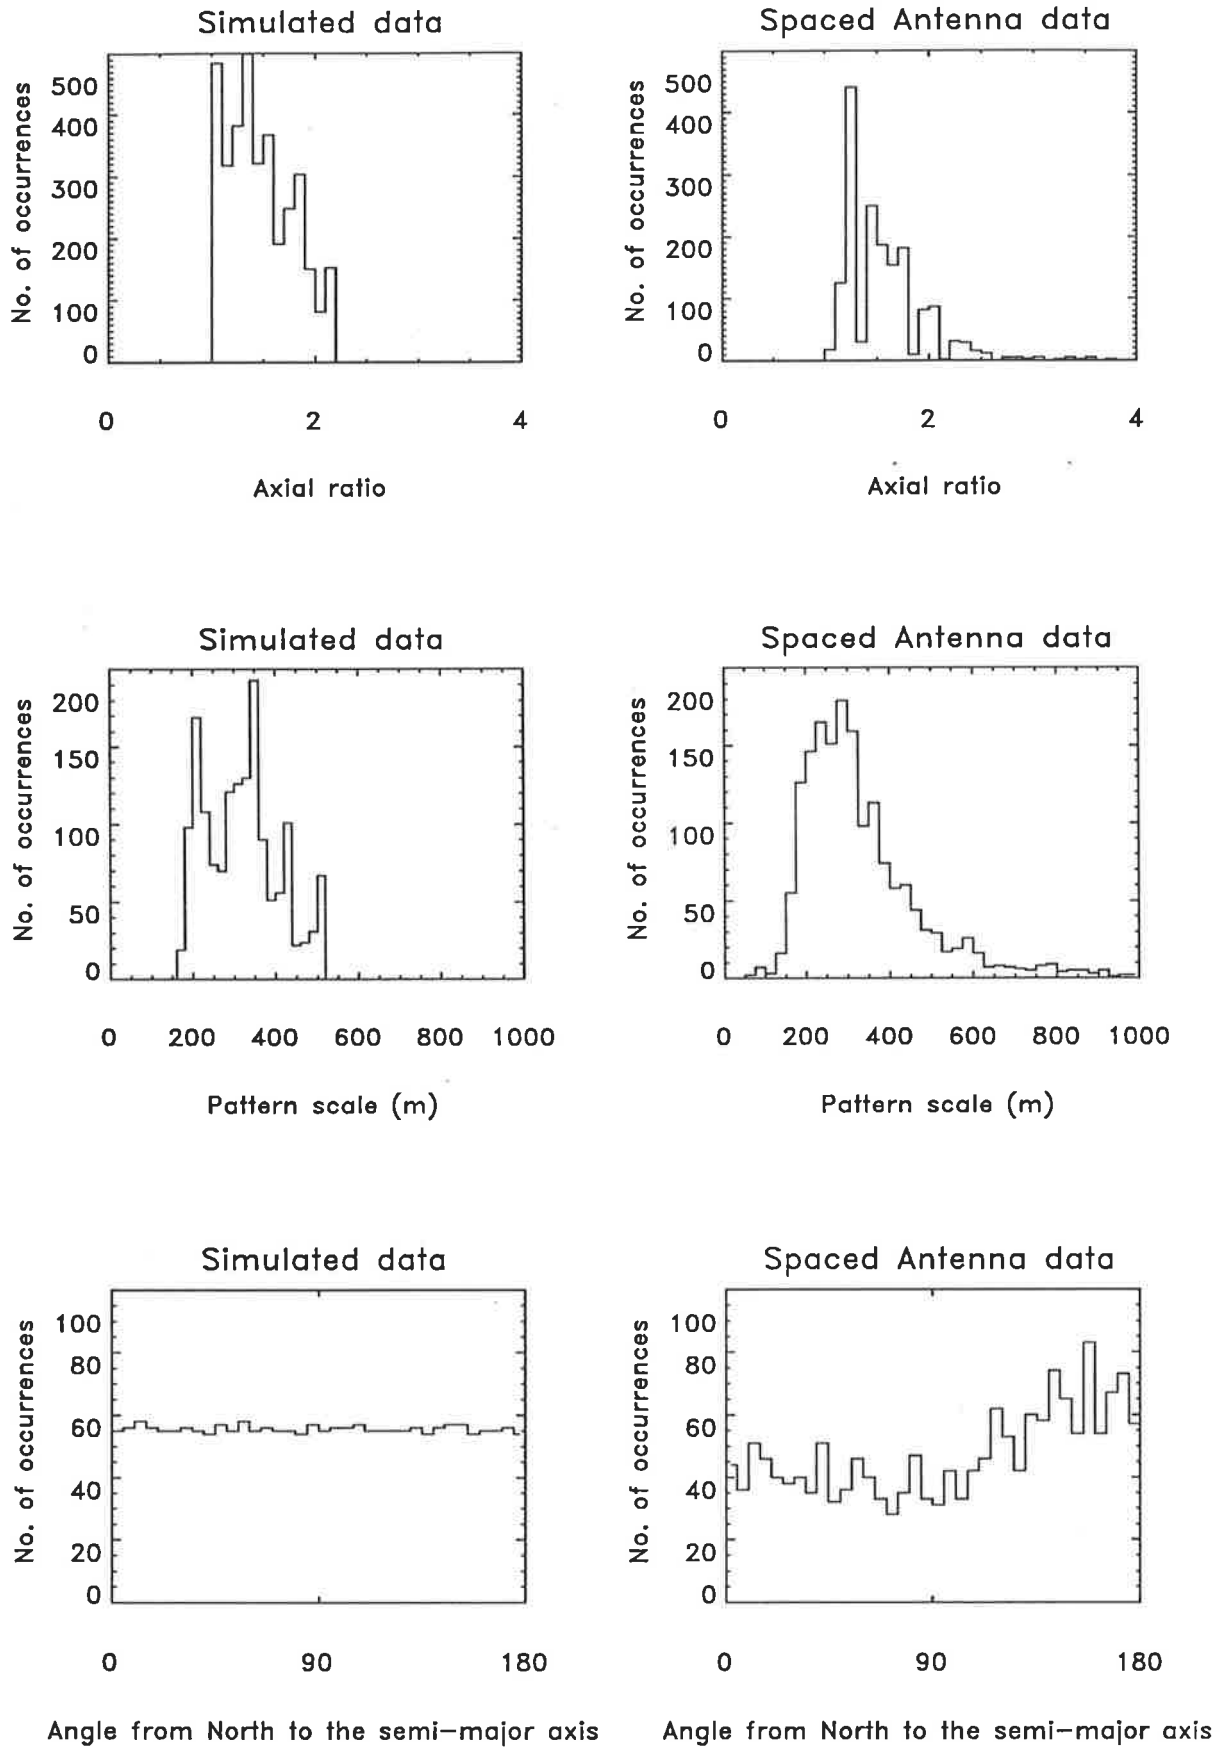 Simulated data
No. of occurrences
500
400
300
200
100
0
0 2 4
Axial ratio
Spaced Antenna data
No. of occurrences
500
400
300
200
100
0
0 2 4
Axial ratio
Simulated data
No. of occurrences
200
150
100
50
0
0 200 400 600 800 1000
Pattern scale (m)
Spaced Antenna data
No. of occurrences
200
150
100
50
0
0 200 400 600 800 1000
Pattern scale (m)
Simulated data
No. of occurrences
100
80
60
40
20
0
0 90 180
Angle from North to the semi-major axis
Spaced Antenna data
No. of occurrences
100
80
60
40
20
0
0 90 180
Angle from North to the semi-major axis